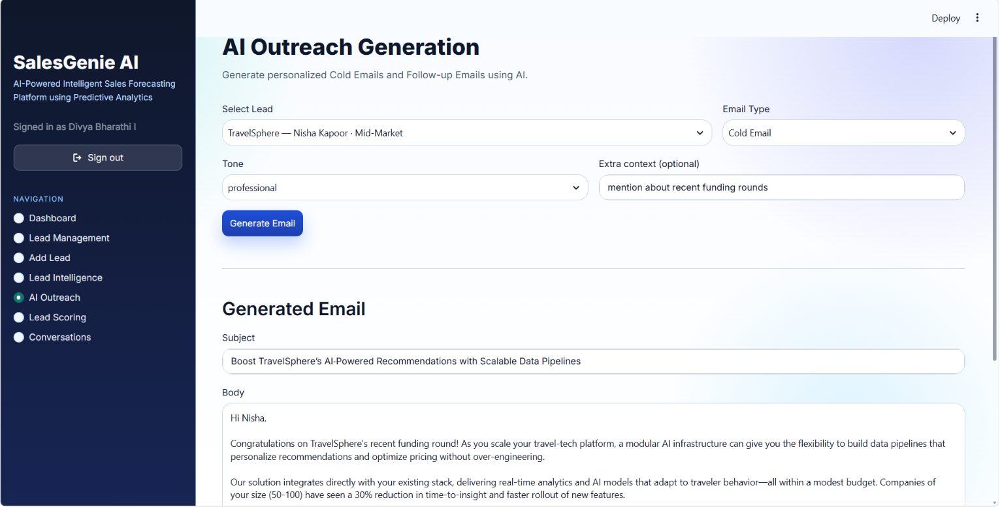 Deploy
SalesGenie AI
AI-Powered Intelligent Sales Forecasting
Platform using Predictive Analytics
Signed in as Divya Bharathi I
Sign out
NAVIGATION
Dashboard
Lead Management
Add Lead
Lead Intelligence
AI Outreach
Lead Scoring
Conversations
AI Outreach Generation
Generate personalized Cold Emails and Follow-up Emails using AI.
Select Lead
TravelSphere — Nisha Kapoor · Mid-Market
Email Type
Cold Email
Tone
professional
Extra context (optional)
mention about recent funding rounds
Generate Email
Generated Email
Subject
Boost TravelSphere’s AI-Powered Recommendations with Scalable Data Pipelines
Body
Hi Nisha,
Congratulations on TravelSphere’s recent funding round! As you scale your travel-tech platform, a modular AI infrastructure can give you the flexibility to build data pipelines that
personalize recommendations and optimize pricing without over-engineering.
Our solution integrates directly with your existing stack, delivering real-time analytics and AI models that adapt to traveler behavior—all within a modest budget. Companies of
your size (50-100) have seen a 30% reduction in time-to-insight and faster rollout of new features.